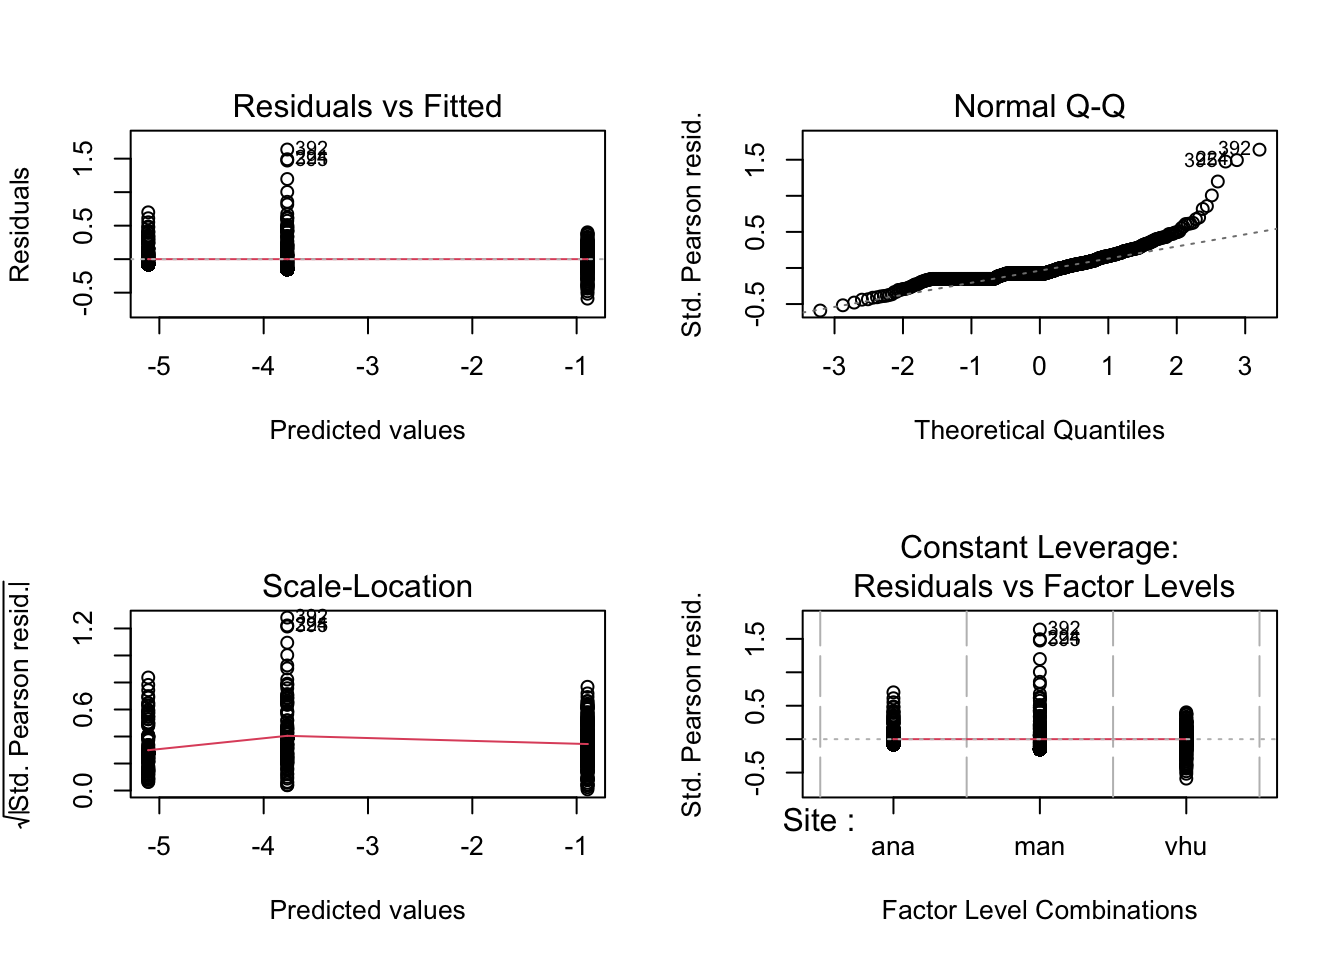 Residuals vs Fitted
Residuals
1.5
0.5
-0.5
392
-5
-4
-3
-2
-1
Predicted values
Normal Q-Q
Std. Pearson resid.
1.5
0.5
-0.5
392
-3
-2
-1
0
1
2
3
Theoretical Quantiles
Scale-Location
√|Std. Pearson resid.|
1.2
0.6
0.0
392
-5
-4
-3
-2
-1
Predicted values
Constant Leverage:
Residuals vs Factor Levels
Std. Pearson resid.
1.5
0.5
-0.5
392
Site :
ana
man
vhu
Factor Level Combinations